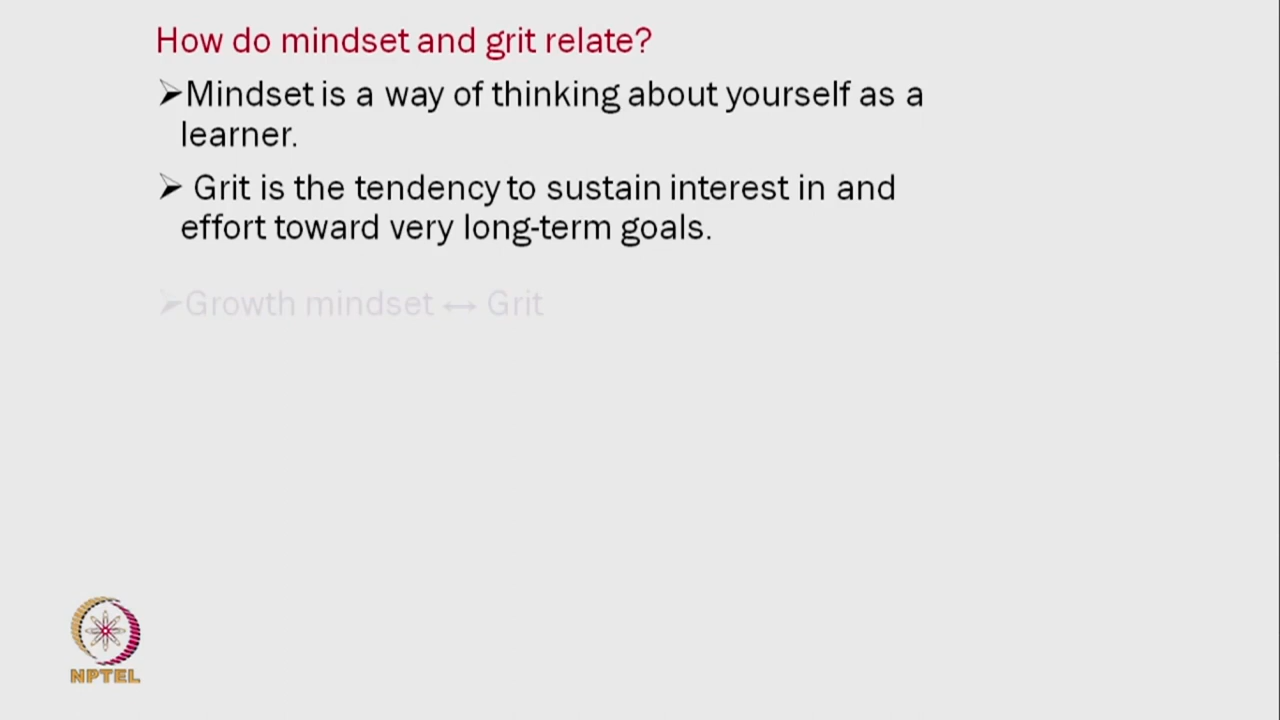 How do mindset and grit relate?
➢Mindset is a way of thinking about yourself as a
learner.
➢ Grit is the tendency to sustain interest in and
effort toward very long-term goals.
➢Growth mindset ↔ Grit
NPTEL